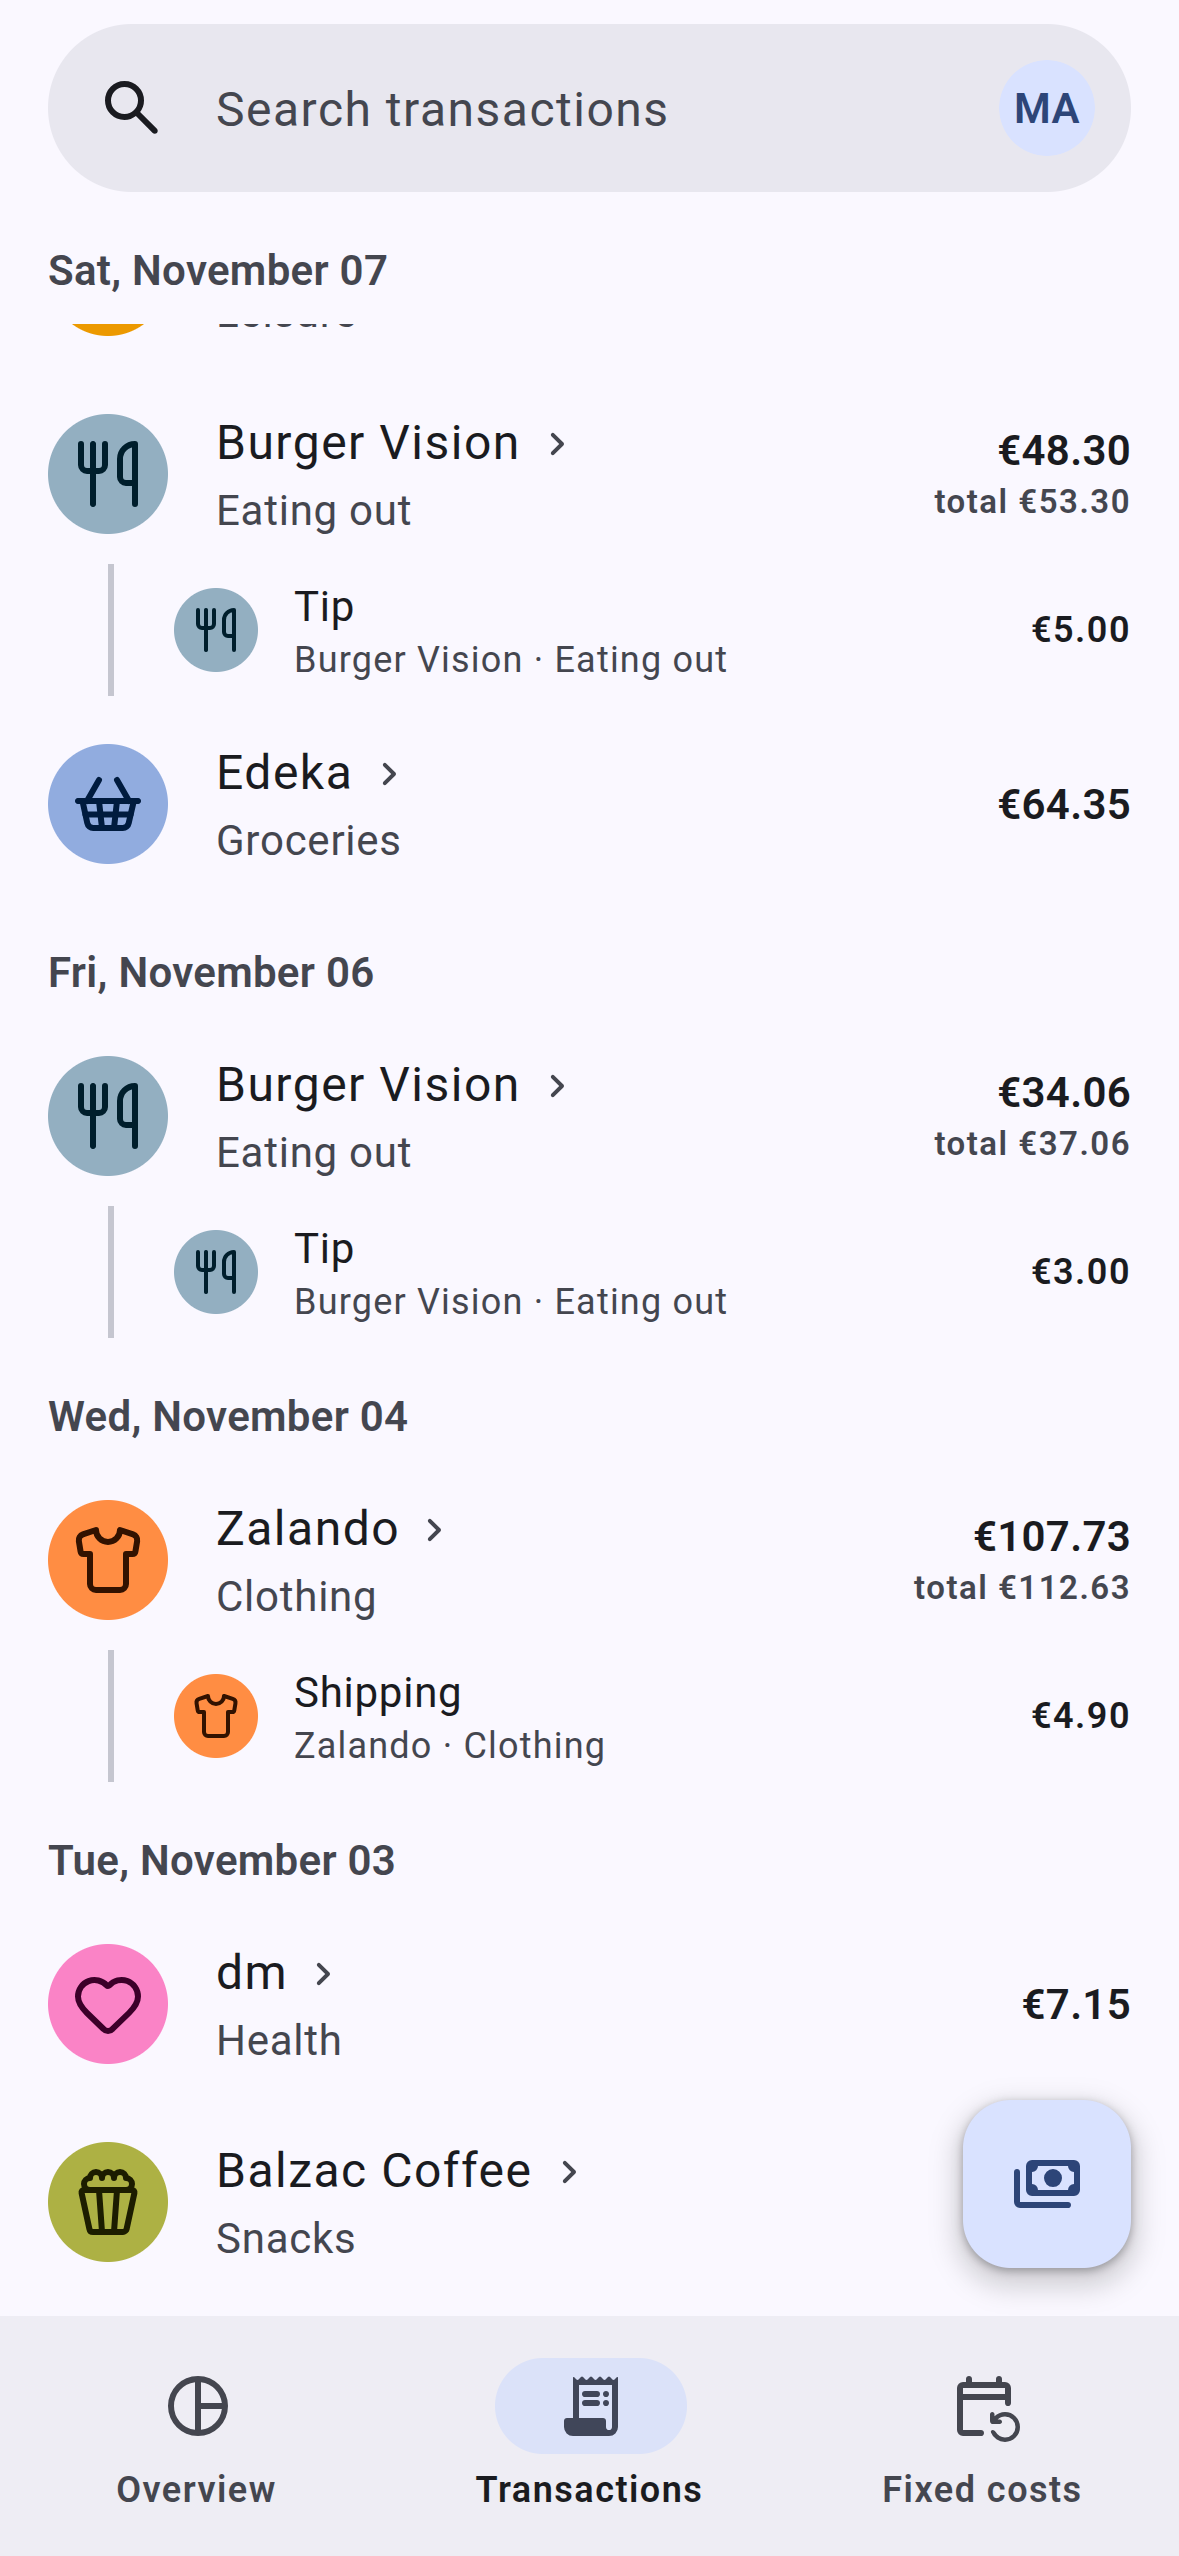 Search transactions
MA
Sat, November 07
Burger Vision
€48.30
Eating out
total €53.30
Tip
€5.00
Burger Vision · Eating out
Edeka
€64.35
Groceries
Fri, November 06
Burger Vision
€34.06
Eating out
total €37.06
Tip
€3.00
Burger Vision · Eating out
Wed, November 04
Zalando
€107.73
Clothing
total €112.63
Shipping
€4.90
Zalando · Clothing
Tue, November 03
dm
€7.15
Health
Balzac Coffee
Snacks
Overview
Transactions
Fixed costs